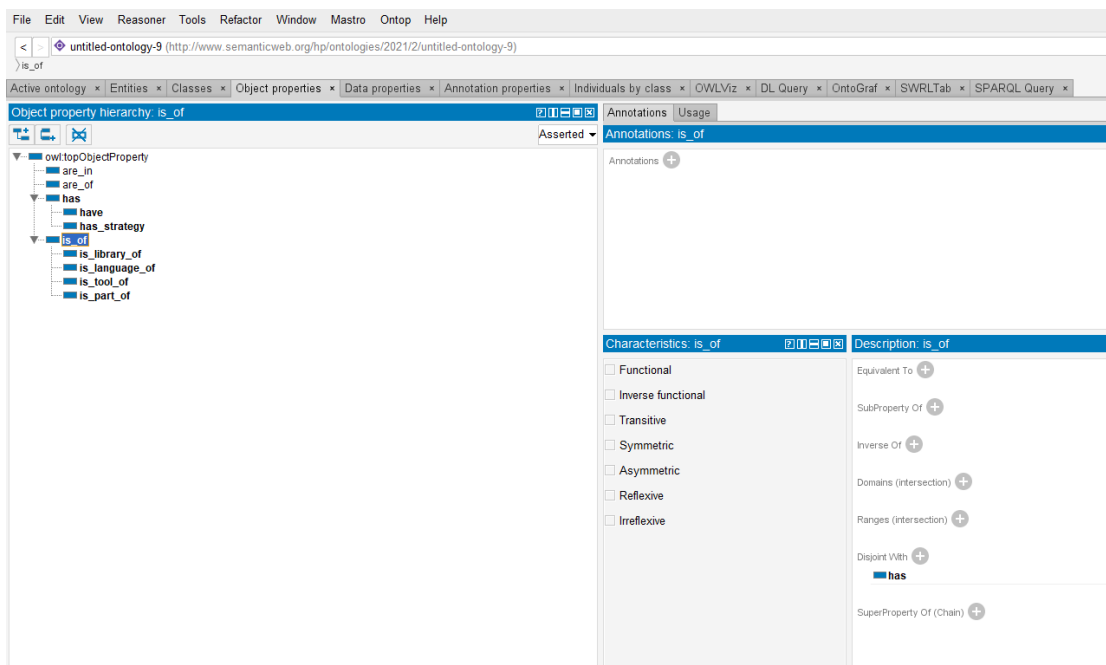 File Edit View Reasoner Tools Refactor Window Mastro Ontop Help
< > untitled-ontology-9 (http://www.semanticweb.org/hp/ontologies/2021/2/untitled-ontology-9)
is_of
Active ontology × Entities × Classes × Object properties × Data properties × Annotation properties × Individuals by class × OWLViz × DL Query × OntoGraf × SWRLTab × SPARQL Query ×
Object property hierarchy: is_of
Asserted
owl:topObjectProperty
are_in
are_of
has
have
has_strategy
is_of
is_library_of
is_language_of
is_tool_of
is_part_of
Annotations Usage
Annotations: is_of
Annotations
Characteristics: is_of
Functional
Inverse functional
Transitive
Symmetric
Asymmetric
Reflexive
Irreflexive
Description: is_of
Equivalent To
SubProperty Of
Inverse Of
Domains (intersection)
Ranges (intersection)
Disjoint With
has
SuperProperty Of (Chain)